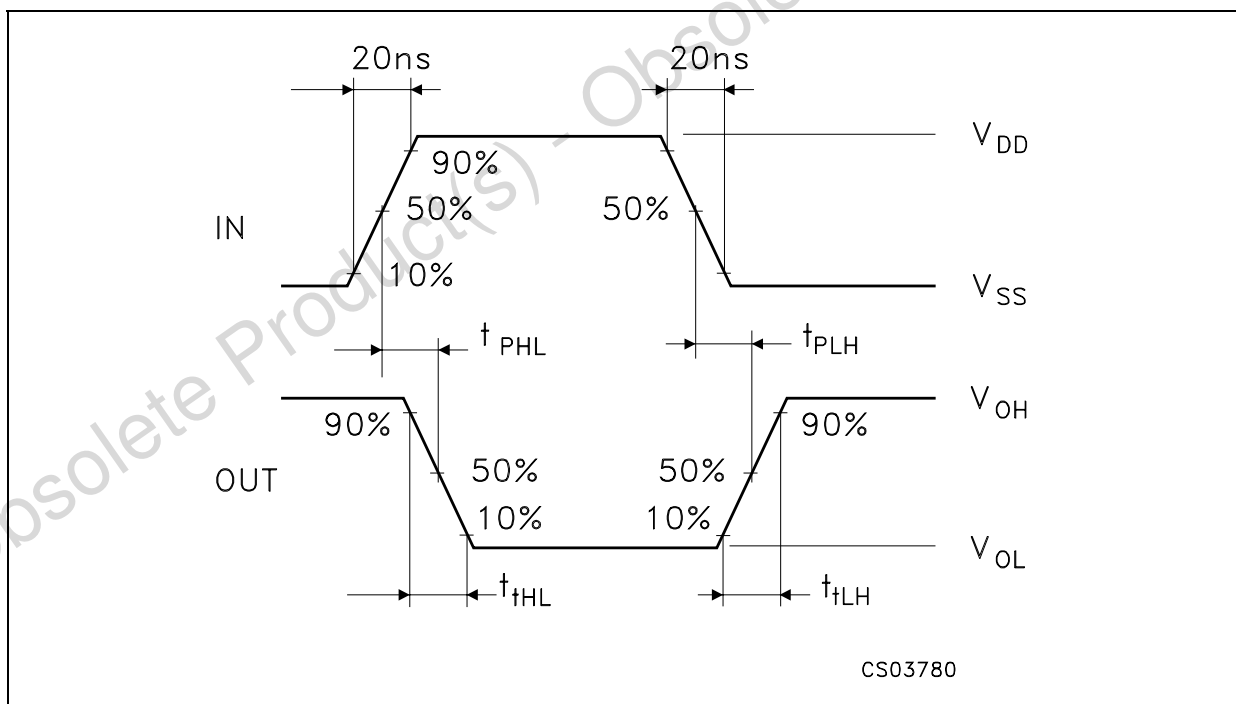 20ns 20ns
V DD
90%
50% 50%
IN
10%
V SS
t PHL t PLH
V OH
90% 90%
OUT
50% 50%
10% 10%
V OL
t tHL t tLH
CS03780
Obsolete Product(s) - Obsole